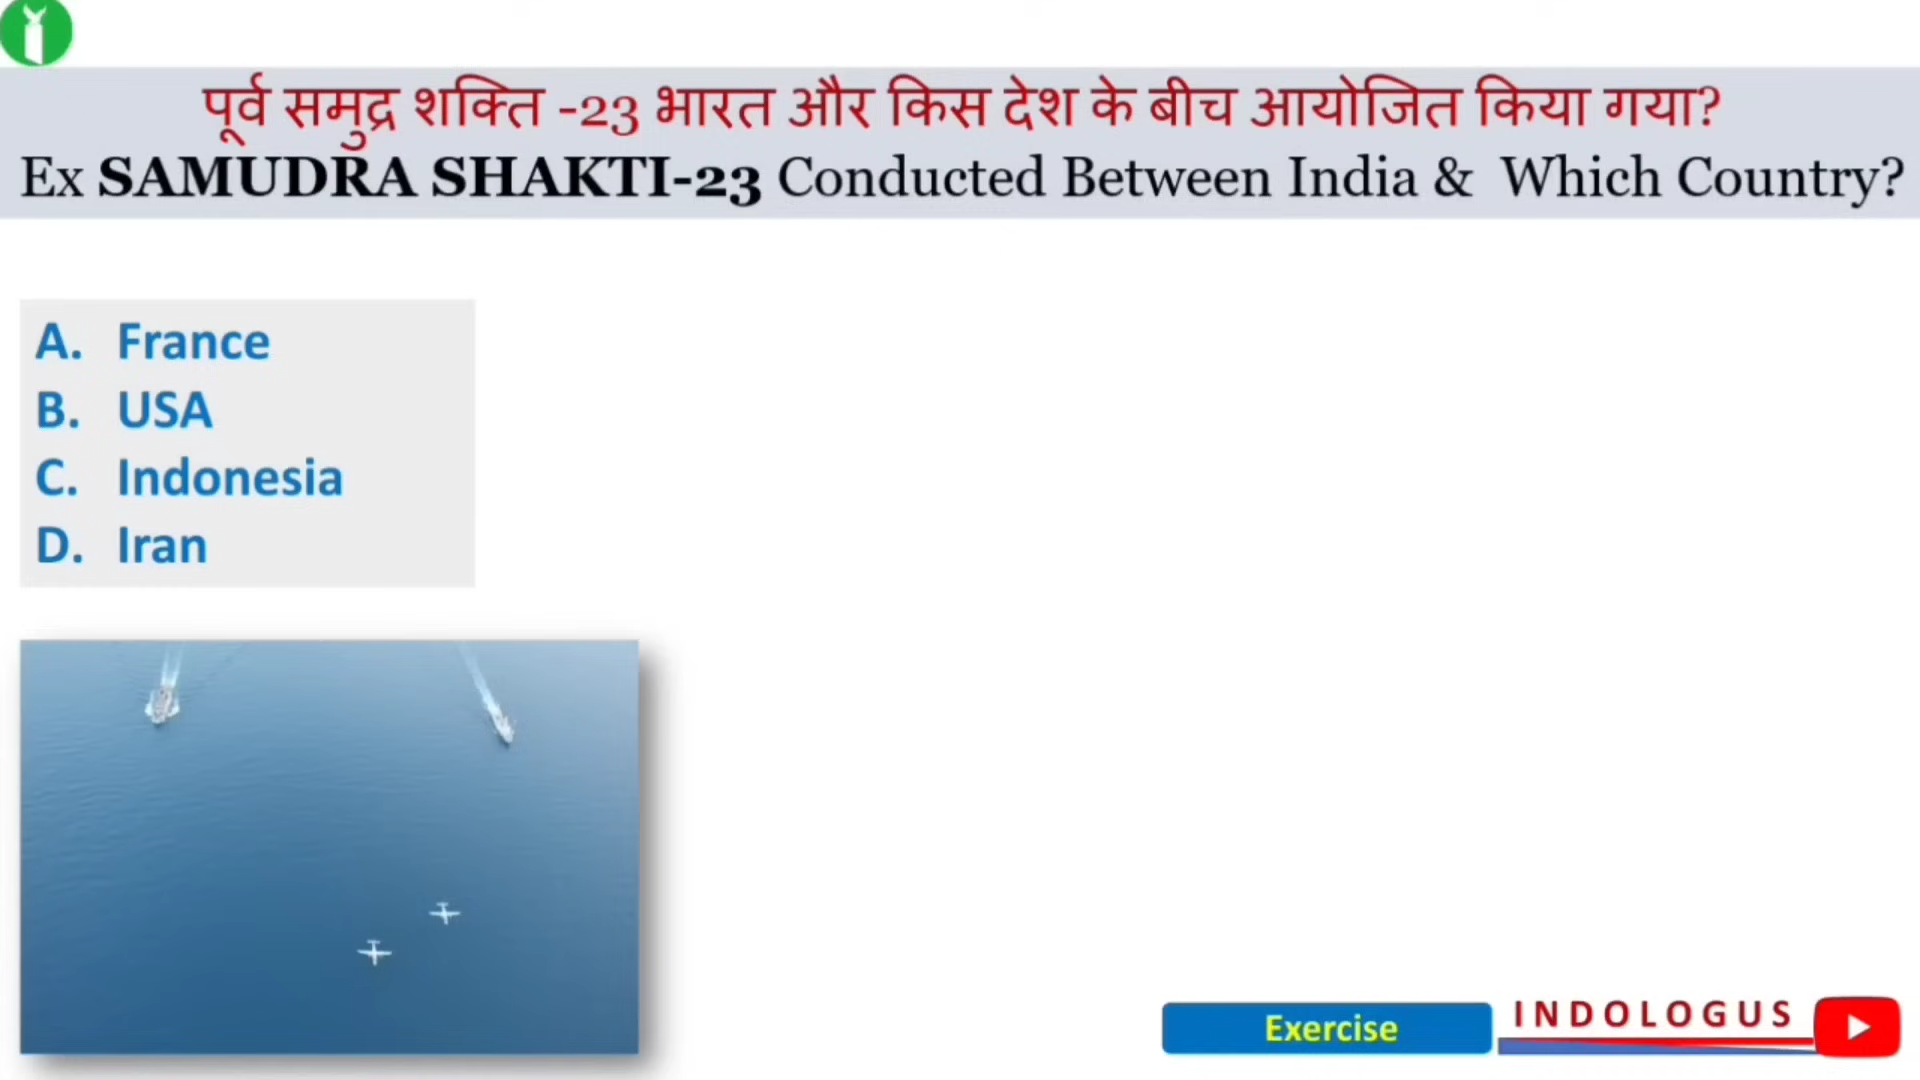 पूर्व समुद्र शक्ति -23 भारत और किस देश के बीच आयोजित किया गया?
Ex SAMUDRA SHAKTI-23 Conducted Between India & Which Country?
A. France
B. USA
C. Indonesia
D. Iran
Exercise
INDOLOGUS